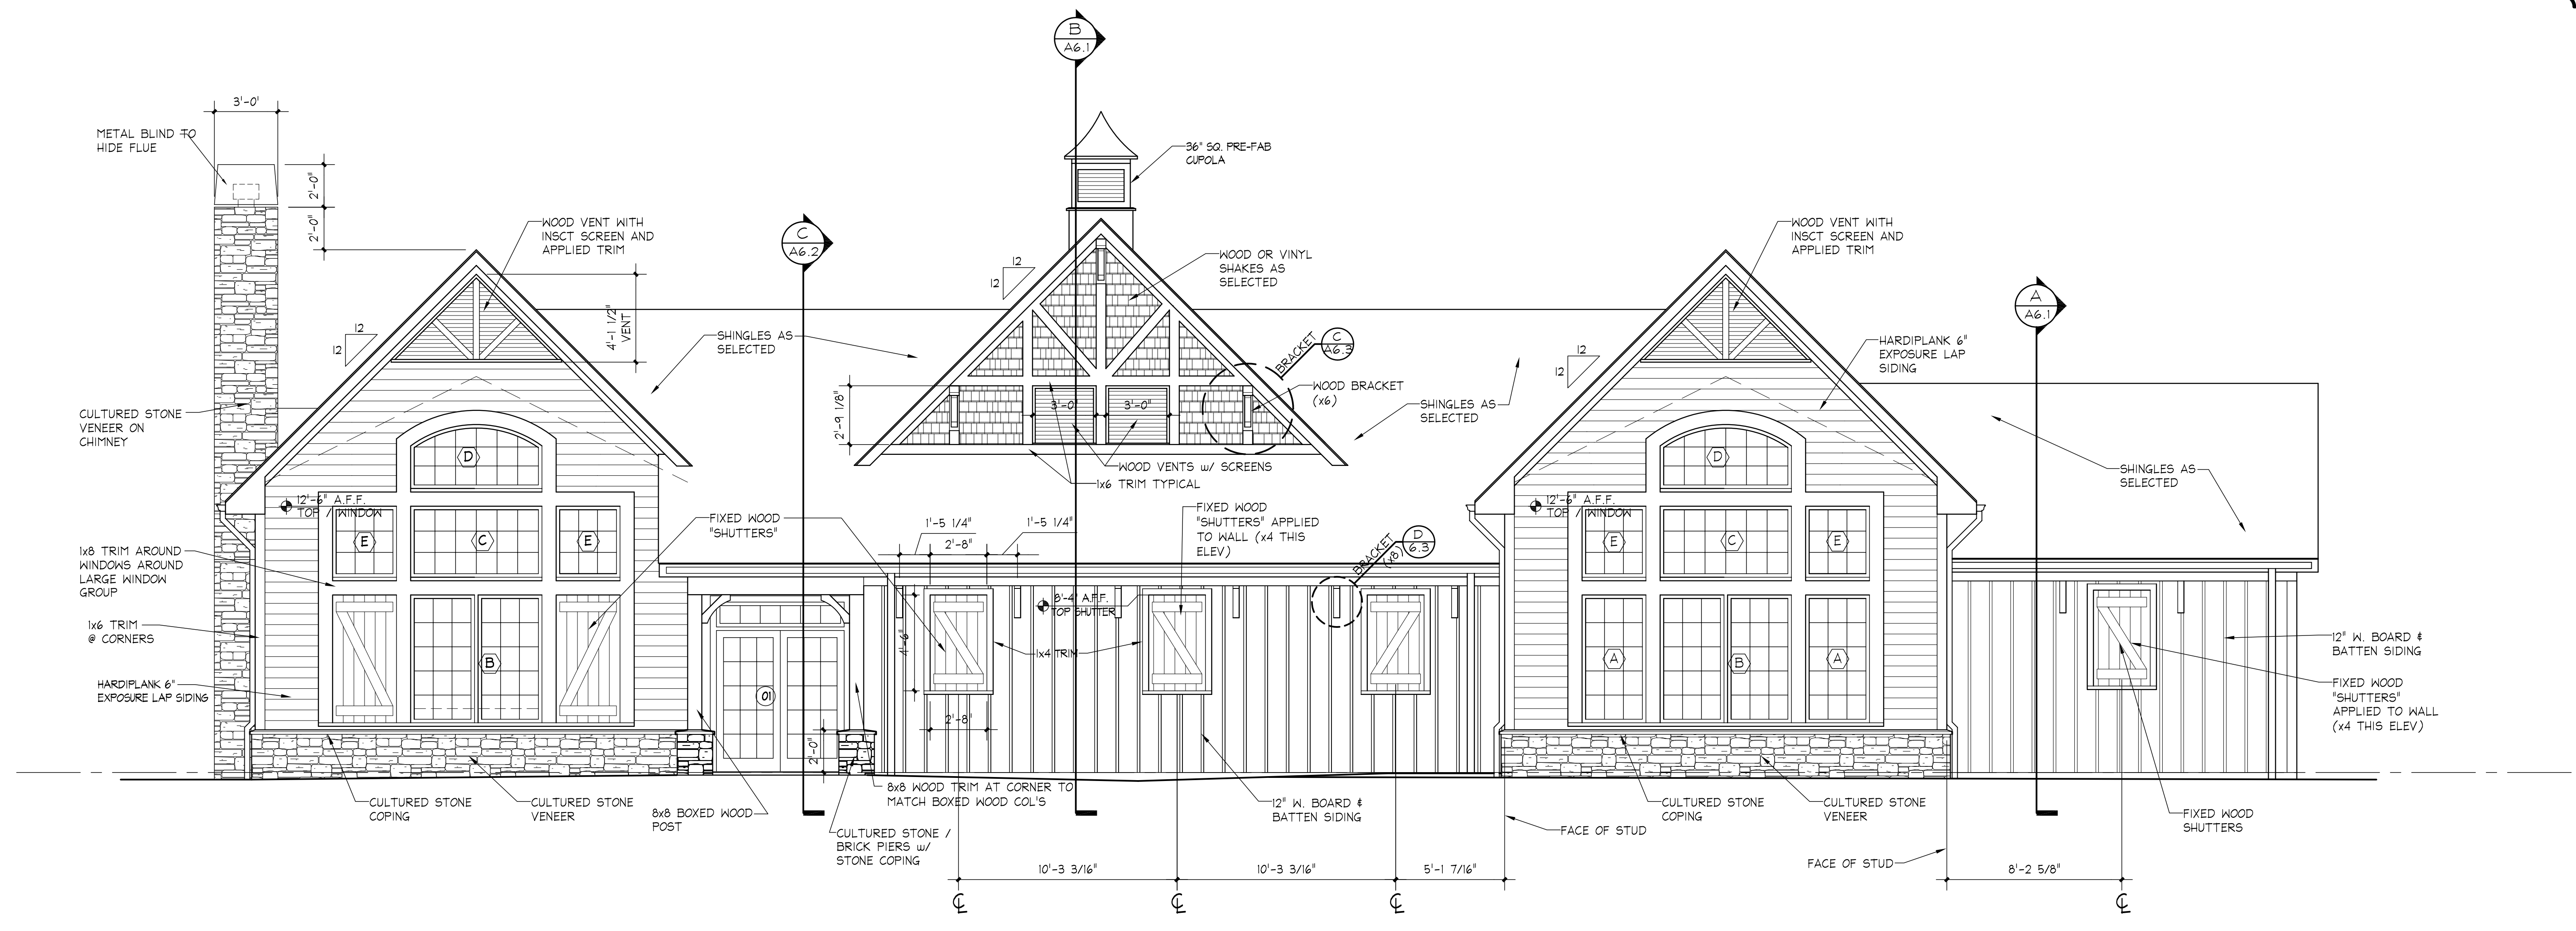 B
A6.1
3'-0'
METAL BLIND TO
HIDE FLUE
2'-0"
2'-0"
36" SQ. PRE-FAB
CUPOLA
WOOD VENT WITH
INSCT SCREEN AND
APPLIED TRIM
C
A6.2
WOOD OR VINYL
SHAKES AS
SELECTED
12
12
WOOD VENT WITH
INSCT SCREEN AND
APPLIED TRIM
A
A6.1
12
12
4'-1 1/2"
VENT
SHINGLES AS
SELECTED
BRACKET
C
A6.3
12
12
HARDIPLANK 6"
EXPOSURE LAP
SIDING
CULTURED STONE
VENEER ON
CHIMNEY
2'-9 1/8"
3'-0"
3'-0"
WOOD BRACKET
(x6)
SHINGLES AS
SELECTED
D
D
WOOD VENTS w/ SCREENS
1x6 TRIM TYPICAL
SHINGLES AS
SELECTED
12'-6" A.F.F.
TOP / WINDOW
FIXED WOOD
"SHUTTERS"
1'-5 1/4"
1'-5 1/4"
2'-8"
FIXED WOOD
"SHUTTERS" APPLIED
TO WALL (x4 THIS
ELEV)
12'-6" A.F.F.
TOP / WINDOW
E
C
E
BRACKET
(x8)
D
6.3
E
C
E
1x8 TRIM AROUND
WINDOWS AROUND
LARGE WINDOW
GROUP
8'-4" A.F.F.
TOP SHUTTER
1x6 TRIM
@ CORNERS
4'-6"
1x4 TRIM
12" W. BOARD &
BATTEN SIDING
B
A
B
A
HARDIPLANK 6"
EXPOSURE LAP SIDING
01
FIXED WOOD
"SHUTTERS"
APPLIED TO WALL
(x4 THIS ELEV)
2'-8"
2'-0"
8x8 WOOD TRIM AT CORNER TO
MATCH BOXED WOOD COL'S
CULTURED STONE
COPING
CULTURED STONE
VENEER
8x8 BOXED WOOD
POST
CULTURED STONE /
BRICK PIERS w/
STONE COPING
12" W. BOARD &
BATTEN SIDING
FACE OF STUD
CULTURED STONE
COPING
CULTURED STONE
VENEER
FIXED WOOD
SHUTTERS
FACE OF STUD
10'-3 3/16"
10'-3 3/16"
5'-1 7/16"
8'-2 5/8"
℄
℄
℄
℄